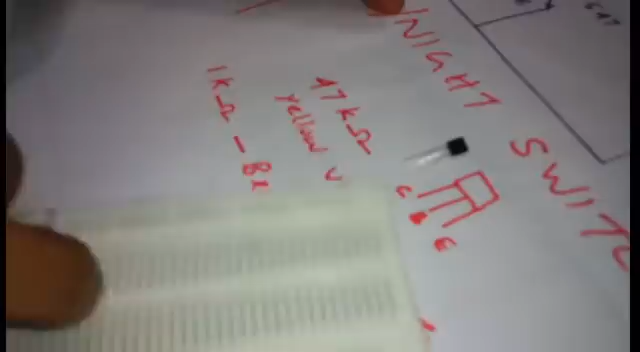 NIGHT SWITC
47kΩ
yellow v
1kΩ - Br
C B E